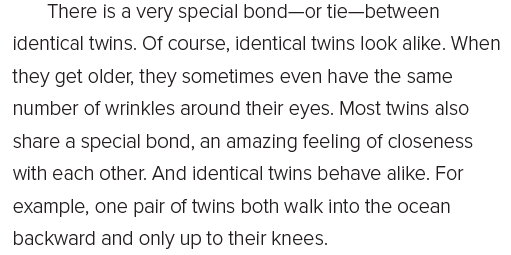 There is a very special bond—or tie—between
identical twins. Of course, identical twins look alike. When
they get older, they sometimes even have the same
number of wrinkles around their eyes. Most twins also
share a special bond, an amazing feeling of closeness
with each other. And identical twins behave alike. For
example, one pair of twins both walk into the ocean
backward and only up to their knees.